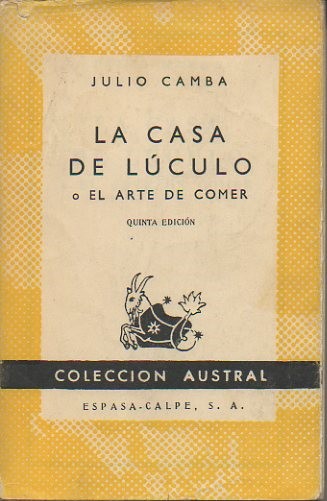 JULIO CAMBA
LA CASA
DE LÚCULO
o EL ARTE DE COMER
QUINTA EDICIÓN
COLECCION AUSTRAL
ESPASA-CALPE, S. A.